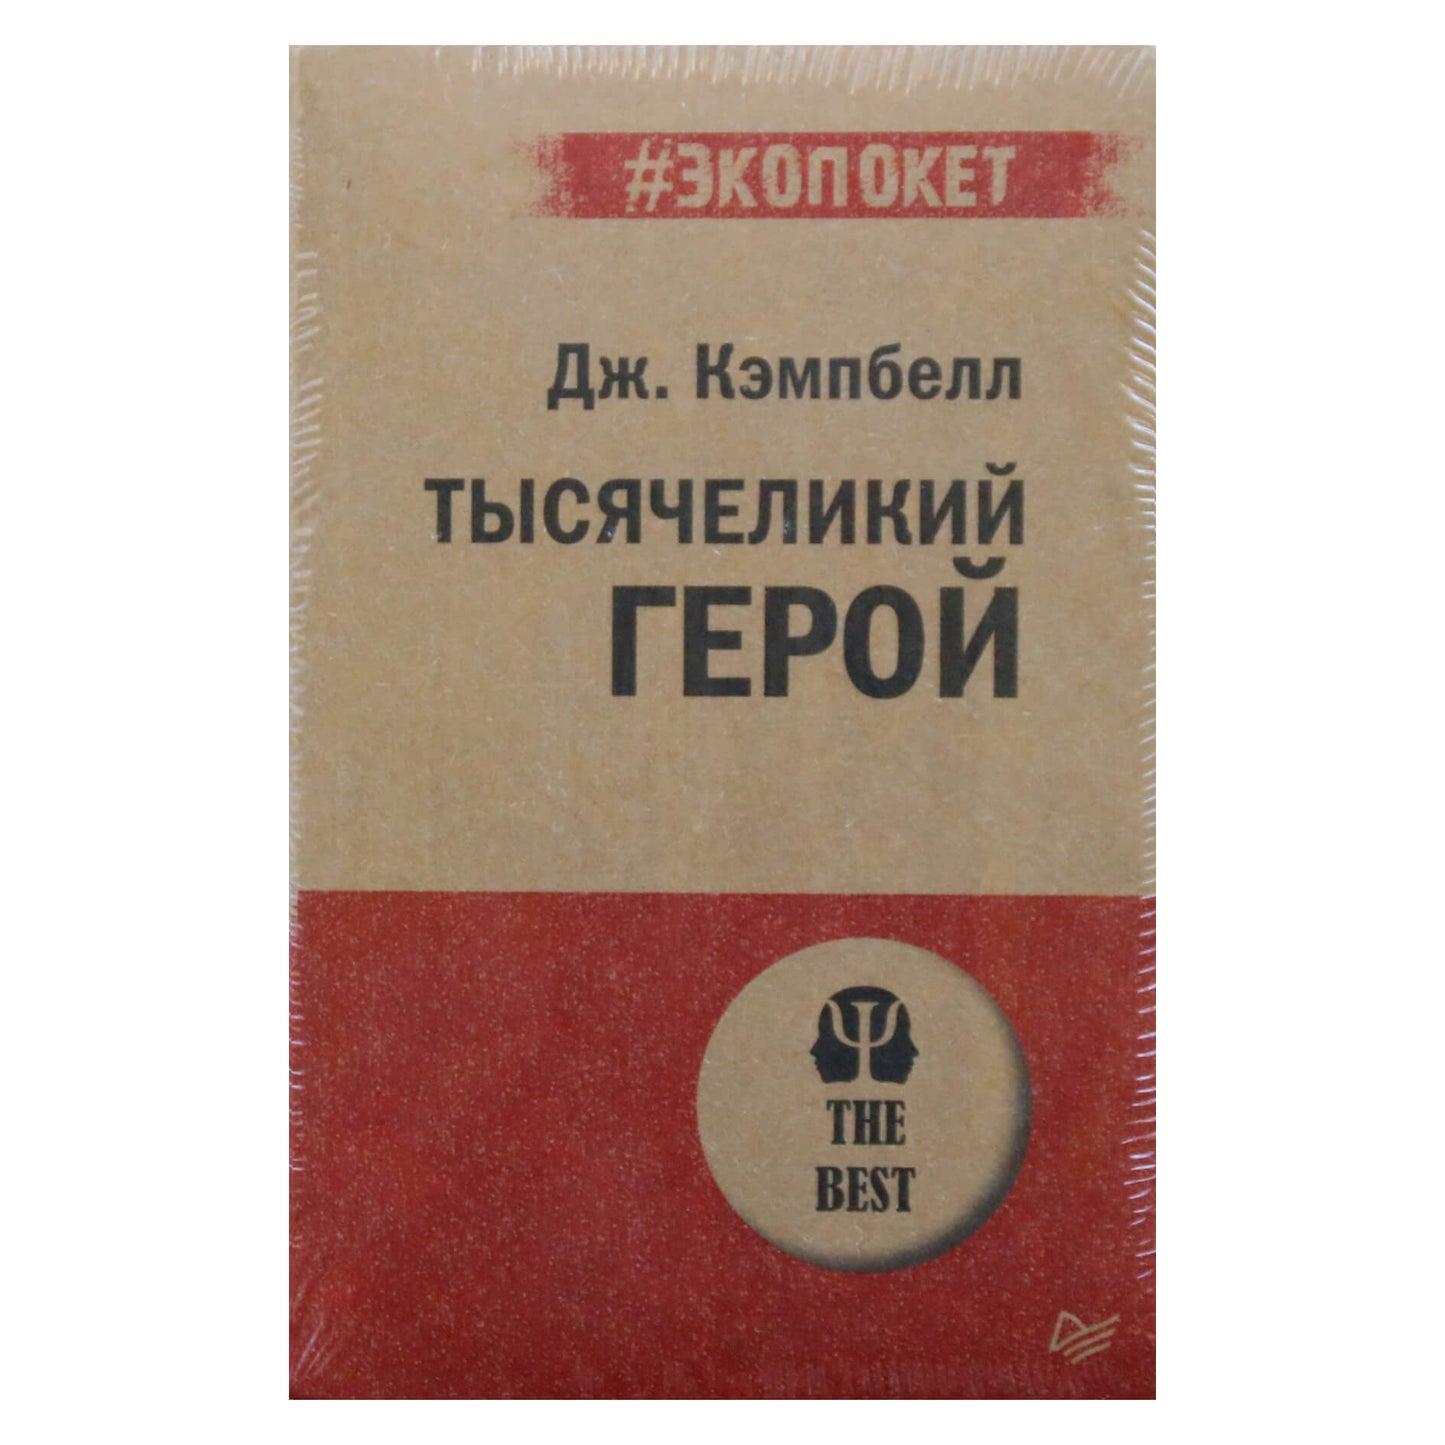 #ЭКОПОКЕТ
Дж. Кэмпбелл
ТЫСЯЧЕЛИКИЙ
ГЕРОЙ
THE
BEST